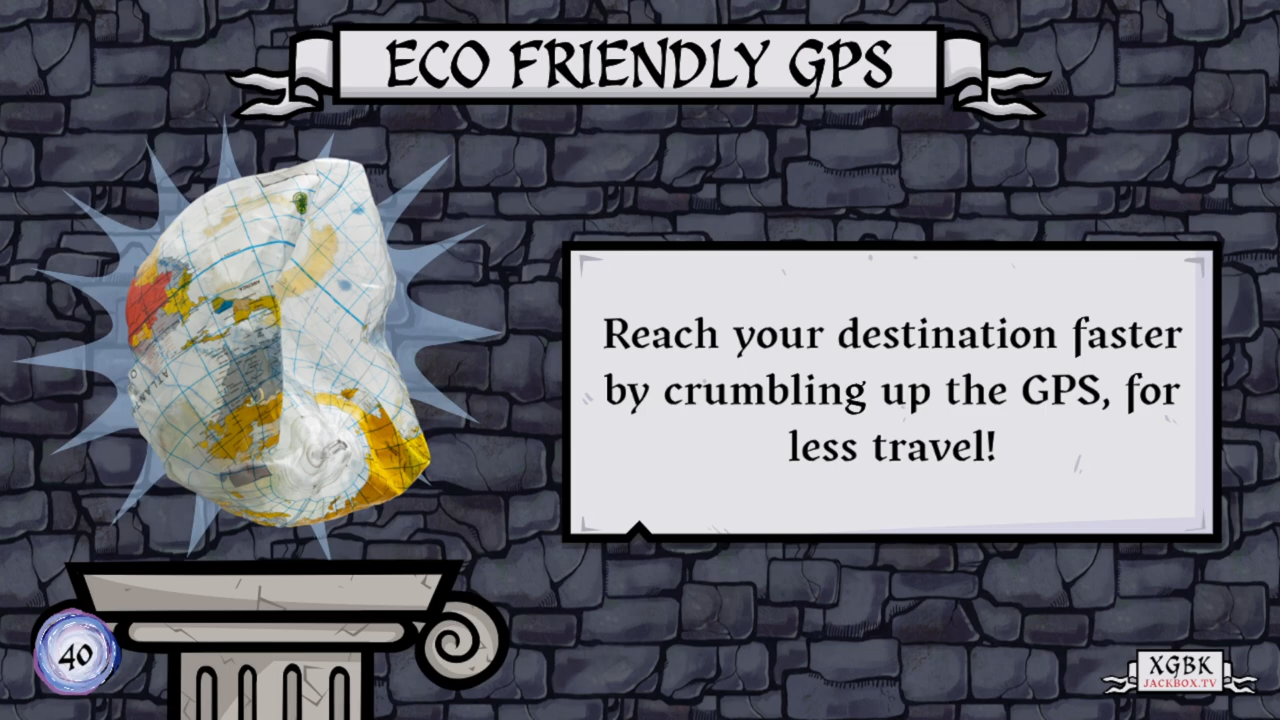 ECO FRIENDLY GPS
Reach your destination faster
by crumbling up the GPS, for
less travel!
40
XGBK
JACKBOX.TV